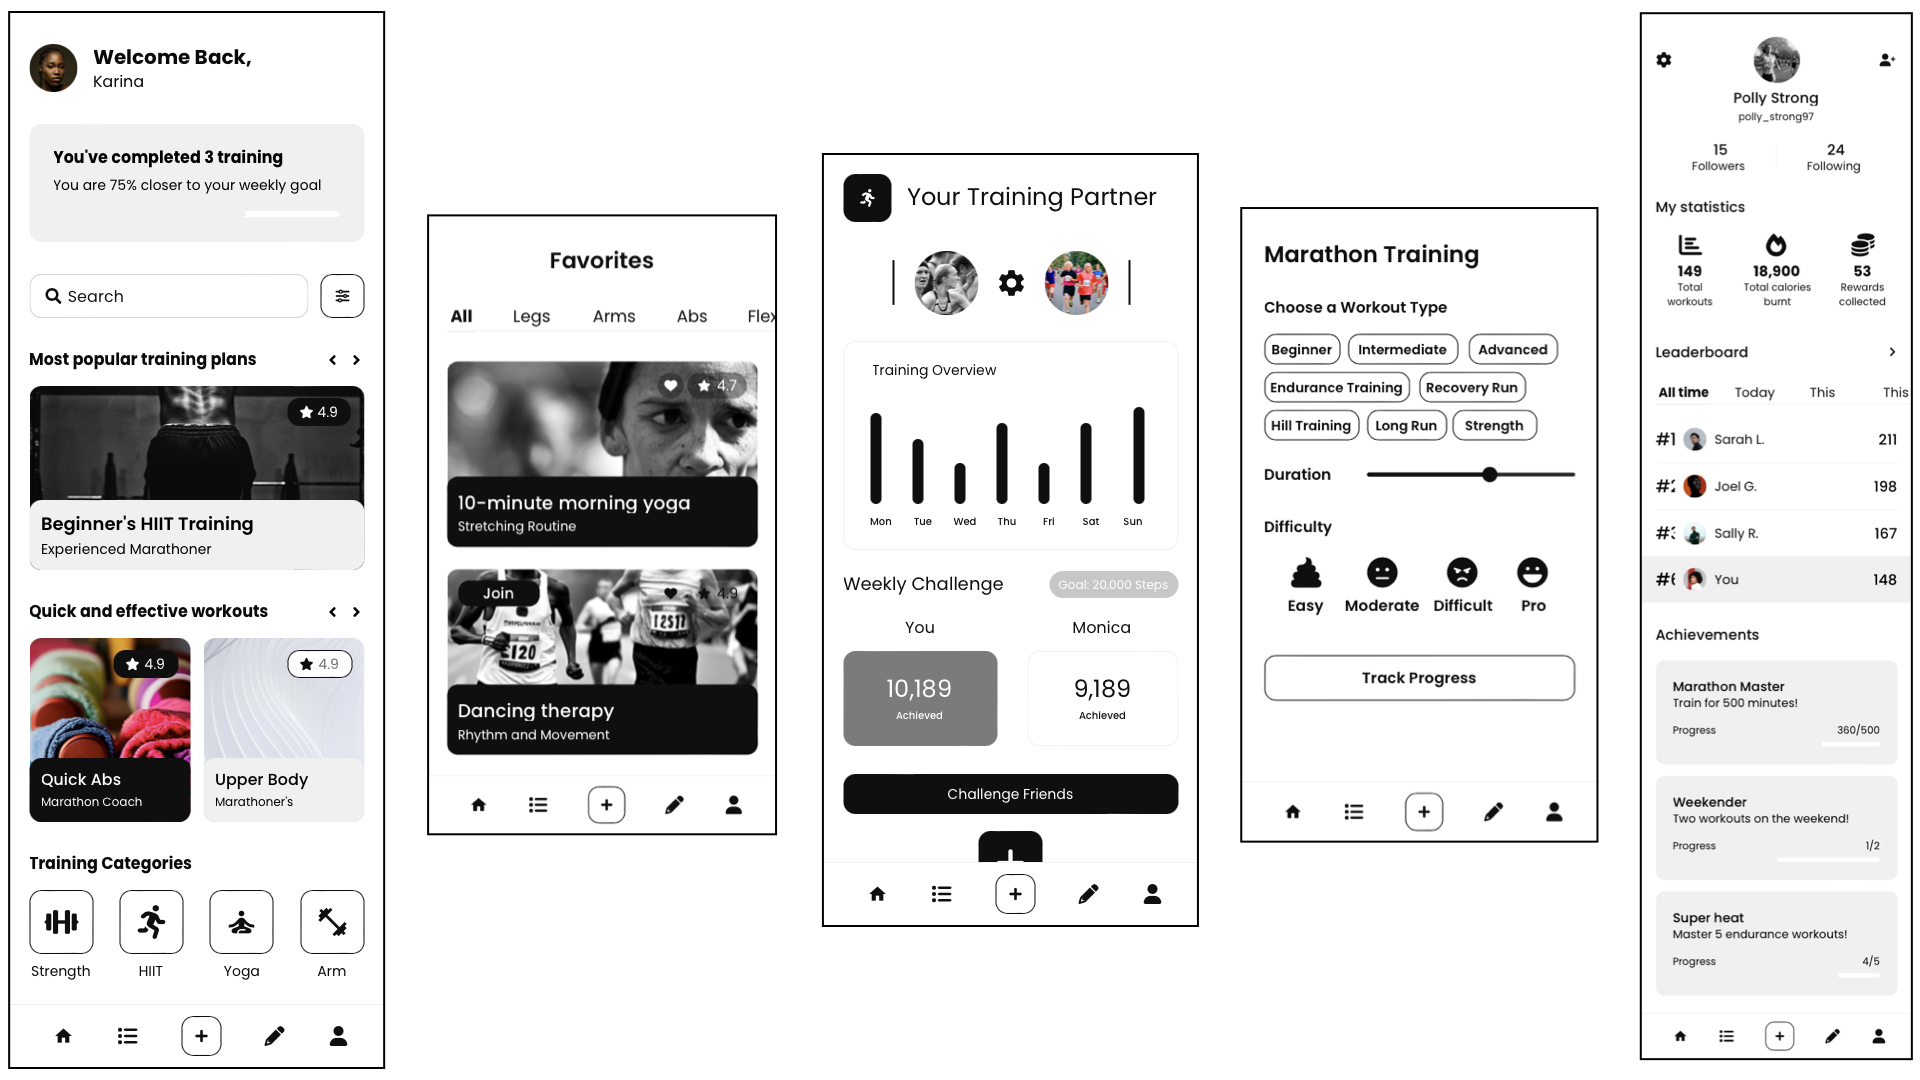 Welcome Back,
Karina
You've completed 3 training
You are 75% closer to your weekly goal
Search
Most popular training plans
4.9
Beginner's HIIT Training
Experienced Marathoner
Quick and effective workouts
4.9
4.9
Quick Abs
Marathon Coach
Upper Body
Marathoner's
Training Categories
Strength
HIIT
Yoga
Arm
Favorites
All Legs Arms Abs Flex
4.7
10-minute morning yoga
Stretching Routine
Join
4.9
12517
E120
Dancing therapy
Rhythm and Movement
Your Training Partner
Training Overview
Mon Tue Wed Thu Fri Sat Sun
Weekly Challenge
Goal: 20,000 Steps
You
Monica
10,189
Achieved
9,189
Achieved
Challenge Friends
Marathon Training
Choose a Workout Type
Beginner Intermediate Advanced
Endurance Training Recovery Run
Hill Training Long Run Strength
Duration
Difficulty
Easy Moderate Difficult Pro
Track Progress
Polly Strong
polly_strong97
15
Followers
24
Following
My statistics
149
Total
workouts
18,900
Total calories
burnt
53
Rewards
collected
Leaderboard
All time Today This This
#1 Sarah L. 211
#2 Joel G. 198
#3 Sally R. 167
#6 You 148
Achievements
Marathon Master
Train for 500 minutes!
Progress 360/500
Weekender
Two workouts on the weekend!
Progress 1/2
Super heat
Master 5 endurance workouts!
Progress 4/5